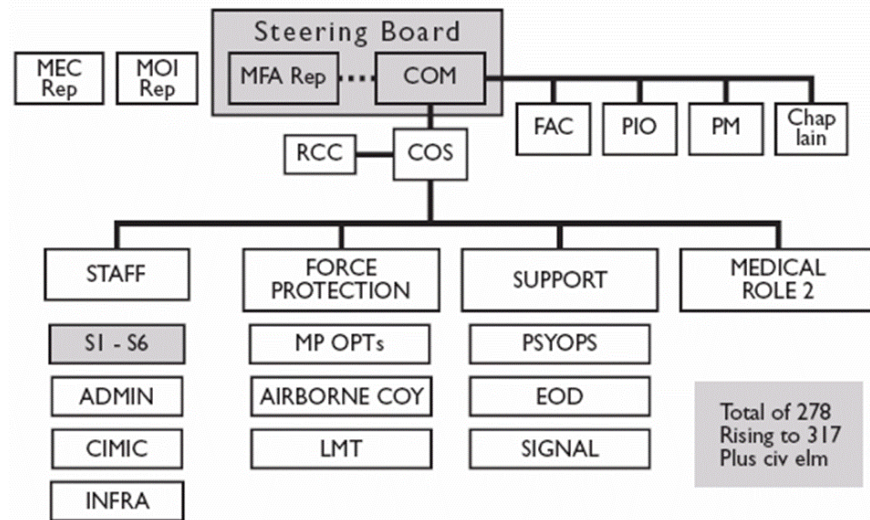 Steering Board
MEC
Rep
MOI
Rep
MFA Rep
COM
FAC
PIO
PM
Chap
lain
RCC
COS
STAFF
FORCE
PROTECTION
SUPPORT
MEDICAL
ROLE 2
S1 - S6
MP OPTs
PSYOPS
ADMIN
AIRBORNE COY
EOD
CIMIC
LMT
SIGNAL
INFRA
Total of 278
Rising to 317
Plus civ elm